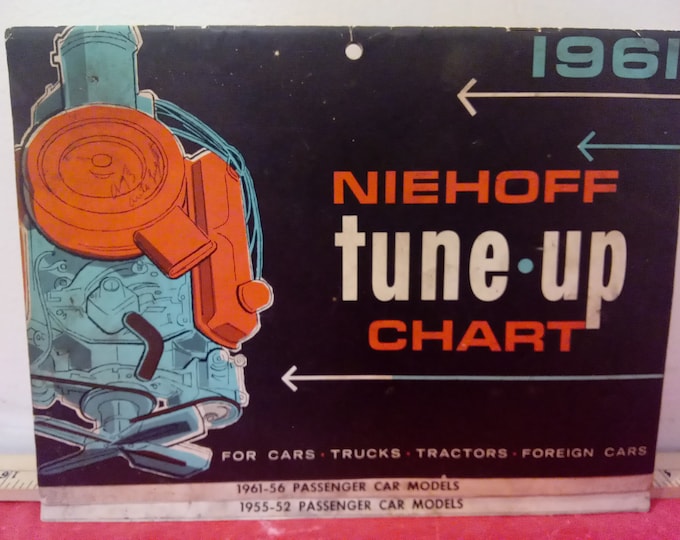 1961
NIEHOFF
tune·up
CHART
FOR CARS · TRUCKS · TRACTORS · FOREIGN CARS
1961-56 PASSENGER CAR MODELS
1955-52 PASSENGER CAR MODELS